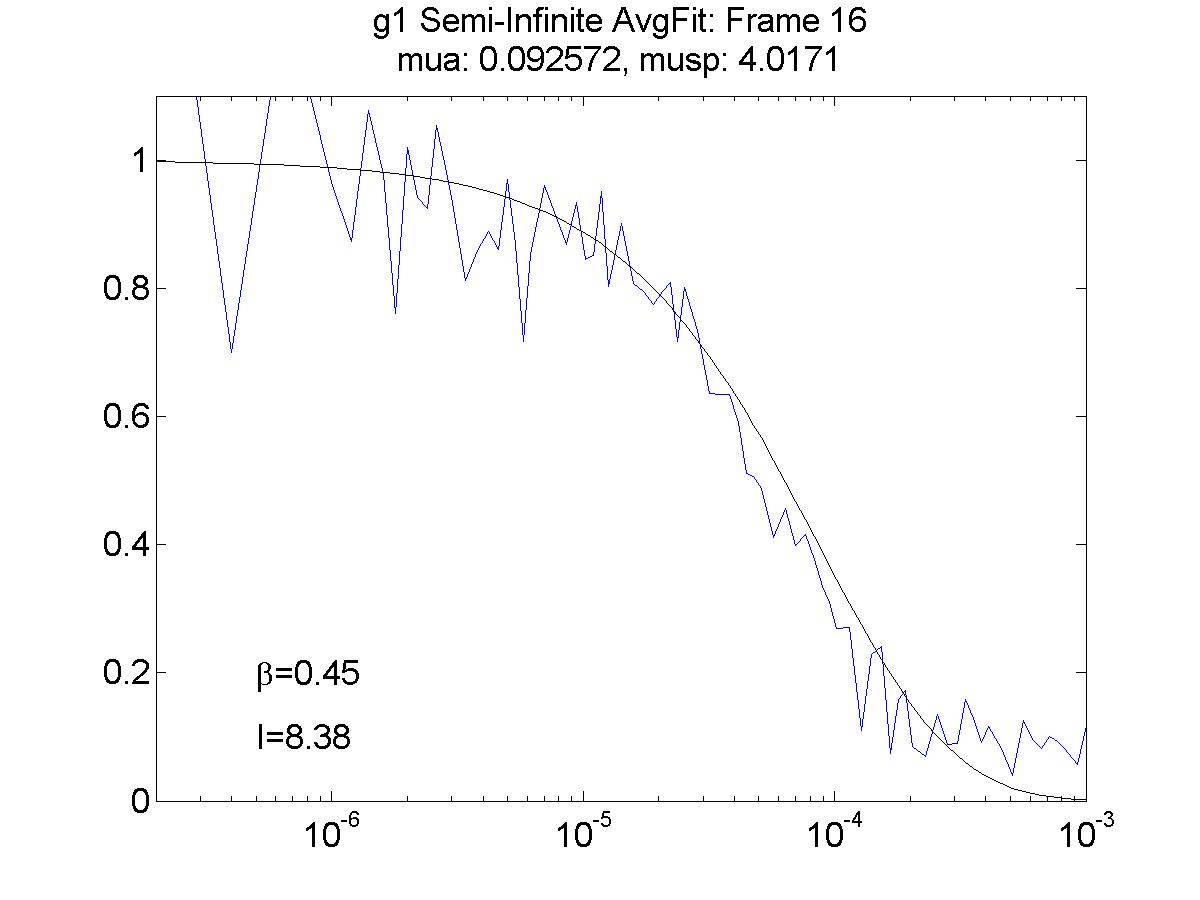 g1 Semi-Infinite AvgFit: Frame 16
mua: 0.092572, musp: 4.0171
1
0.8
0.6
0.4
0.2
0
β=0.45
I=8.38
10^-6
10^-5
10^-4
10^-3